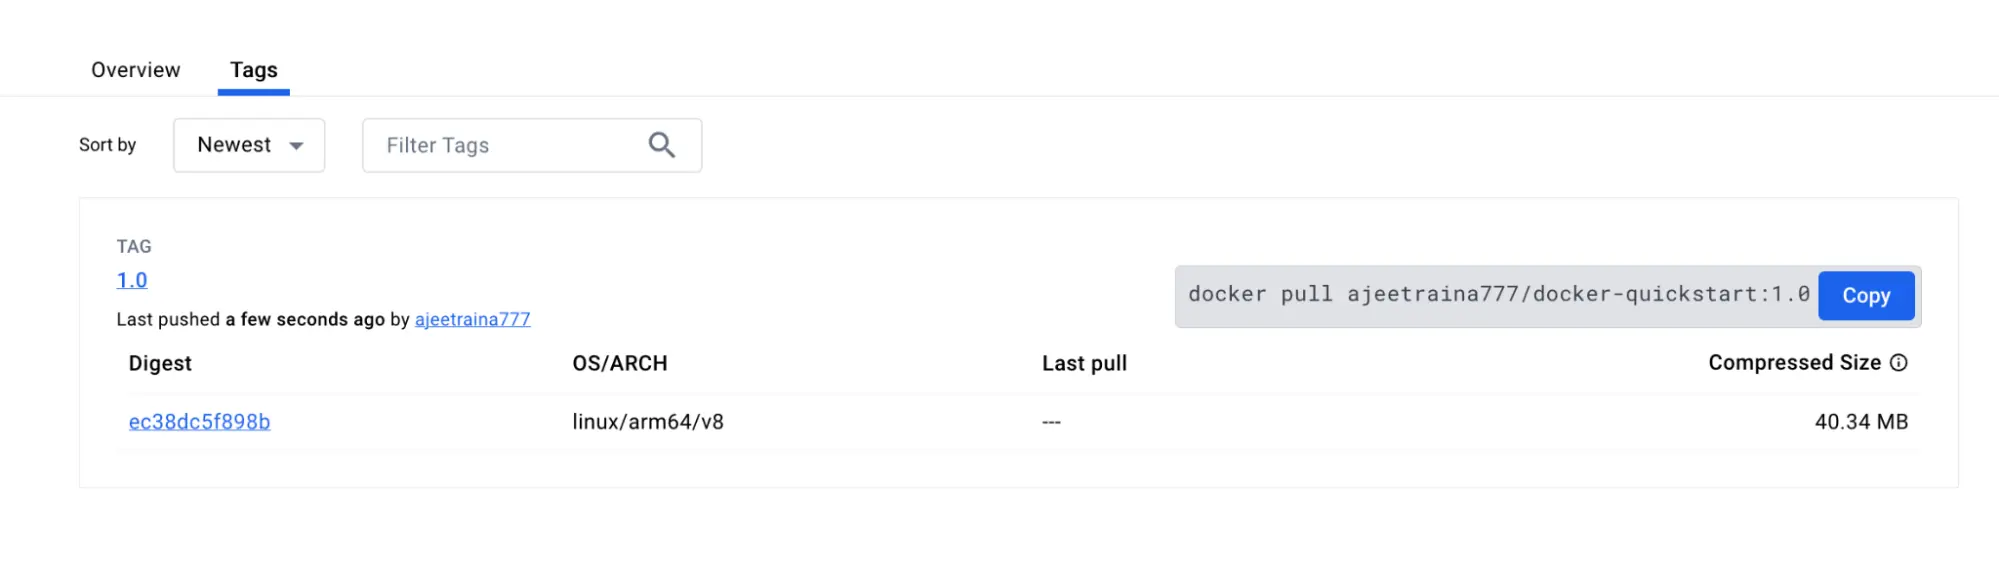 Overview Tags
Sort by Newest Filter Tags
TAG
1.0
docker pull ajeetraina777/docker-quickstart:1.0 Copy
Last pushed a few seconds ago by ajeetraina777
Digest OS/ARCH Last pull Compressed Size
ec38dc5f898b linux/arm64/v8 --- 40.34 MB